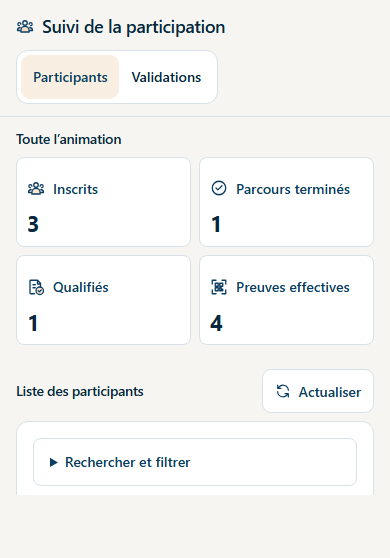 Suivi de la participation
Participants
Validations
Toute l’animation
Inscrits
3
Parcours terminés
1
Qualifiés
1
Preuves effectives
4
Liste des participants
Actualiser
Rechercher et filtrer